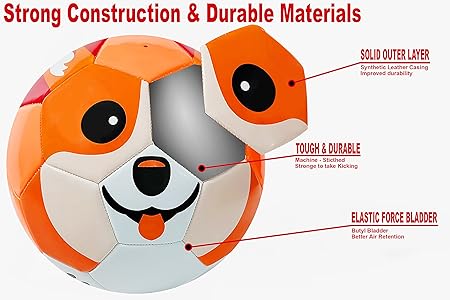 Strong Construction & Durable Materials
SOLID OUTER LAYER
Synthetic Leather Casing
Improved durability
TOUGH & DURABLE
Machine - Sticthed
Strenge to take Kicking
ELASTIC FORCE BLADDER
Butyl Bladder
Better Air Retention